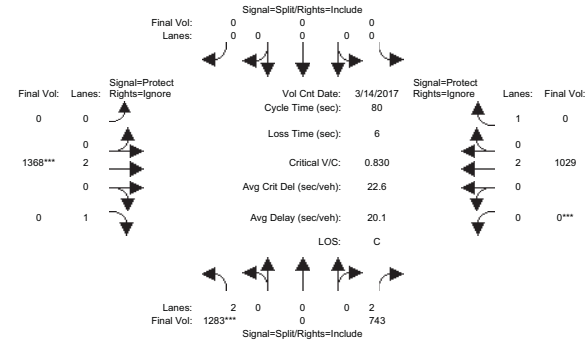 Signal=Split/Rights=Include
Final Vol: 0 0 0
Lanes: 0 0 0 0 0
Signal=Protect
Final Vol: Lanes: Rights=Ignore
Vol Cnt Date: 3/14/2017
Signal=Protect
Rights=Ignore Lanes: Final Vol:
Cycle Time (sec): 80
0 0
1 0
Loss Time (sec): 6
0
0
1368*** 2
Critical V/C: 0.830
2 1029
0
Avg Crit Del (sec/veh): 22.6
0
0 1
Avg Delay (sec/veh): 20.1
0 0***
LOS: C
Lanes: 2 0 0 0 2
Final Vol: 1283*** 0 743
Signal=Split/Rights=Include